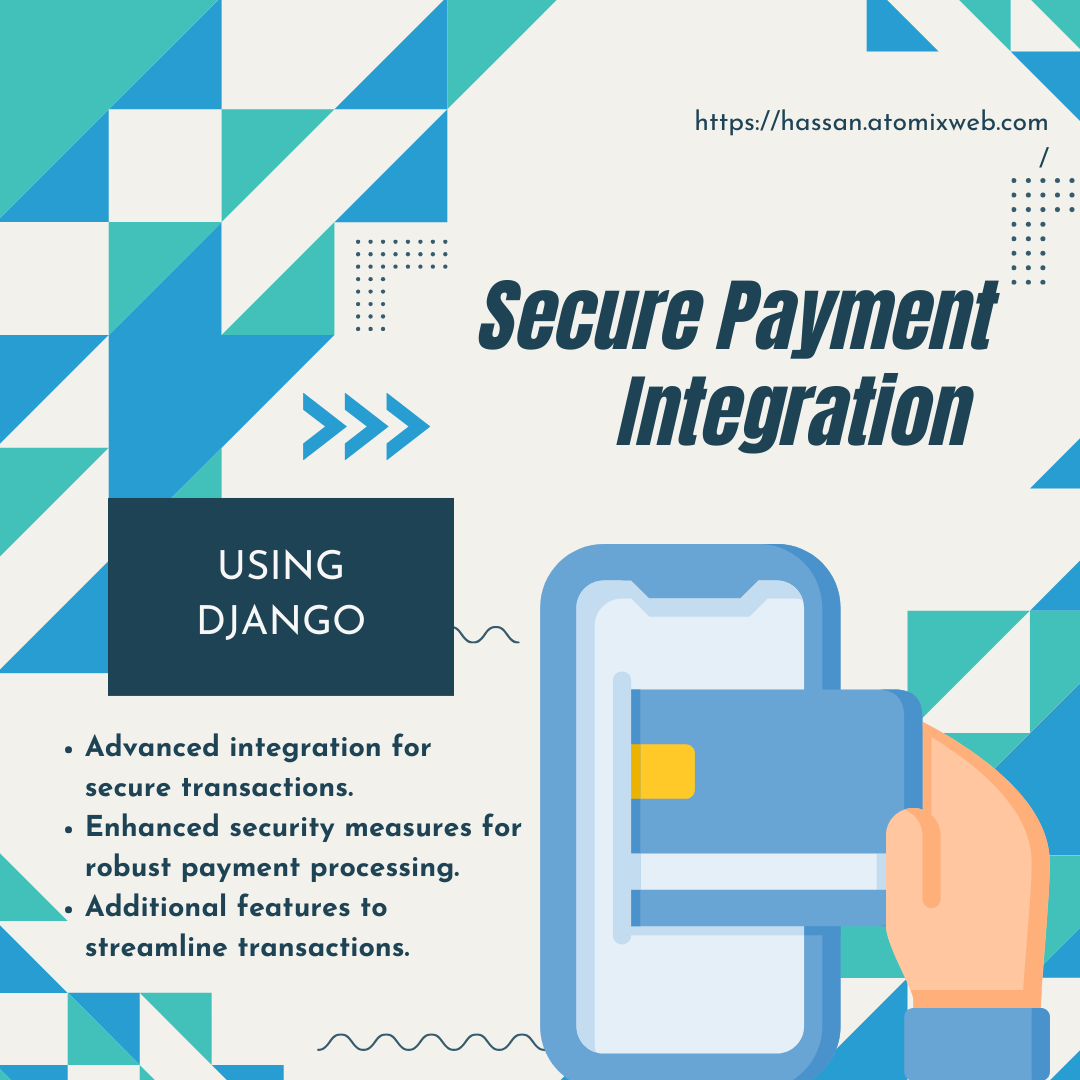 https://hassan.atomixweb.com
/
Secure Payment
Integration
USING
DJANGO
• Advanced integration for
secure transactions.
• Enhanced security measures for
robust payment processing.
• Additional features to
streamline transactions.